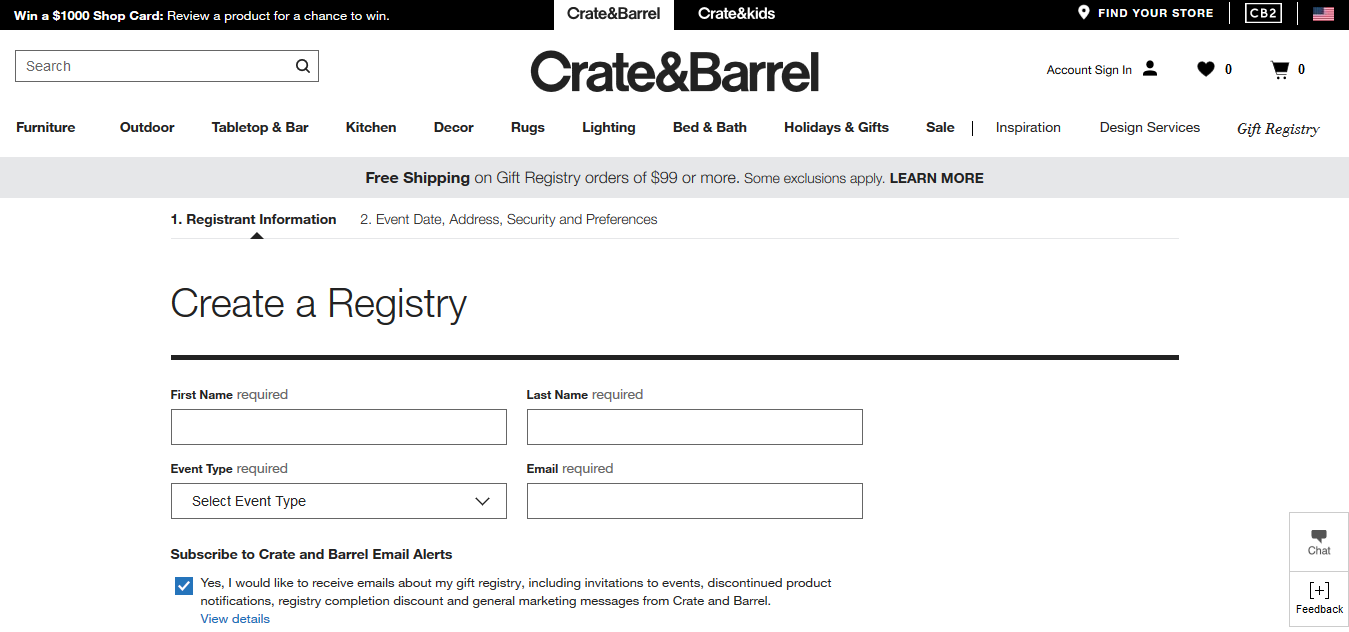 Win a $1000 Shop Card: Review a product for a chance to win.
Crate&Barrel
Crate&kids
FIND YOUR STORE
CB2
Search
Crate&Barrel
Account Sign In
0
0
Furniture
Outdoor
Tabletop & Bar
Kitchen
Decor
Rugs
Lighting
Bed & Bath
Holidays & Gifts
Sale
Inspiration
Design Services
Gift Registry
Free Shipping on Gift Registry orders of $99 or more. Some exclusions apply. LEARN MORE
1. Registrant Information
2. Event Date, Address, Security and Preferences
Create a Registry
First Name required
Last Name required
Event Type required
Email required
Select Event Type
Subscribe to Crate and Barrel Email Alerts
Yes, I would like to receive emails about my gift registry, including invitations to events, discontinued product
notifications, registry completion discount and general marketing messages from Crate and Barrel.
View details
Chat
[+]
Feedback